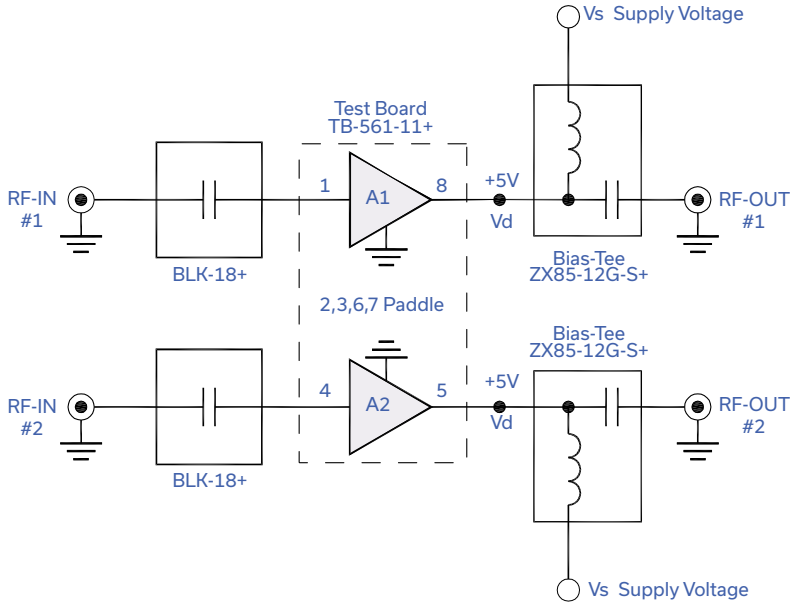 Vs Supply Voltage
Test Board
TB-561-11+
RF-IN
#1
1
A1
8
+5V
Vd
RF-OUT
#1
BLK-18+
Bias-Tee
ZX85-12G-S+
2,3,6,7 Paddle
Bias-Tee
ZX85-12G-S+
RF-IN
#2
4
A2
5
+5V
Vd
RF-OUT
#2
BLK-18+
Vs Supply Voltage